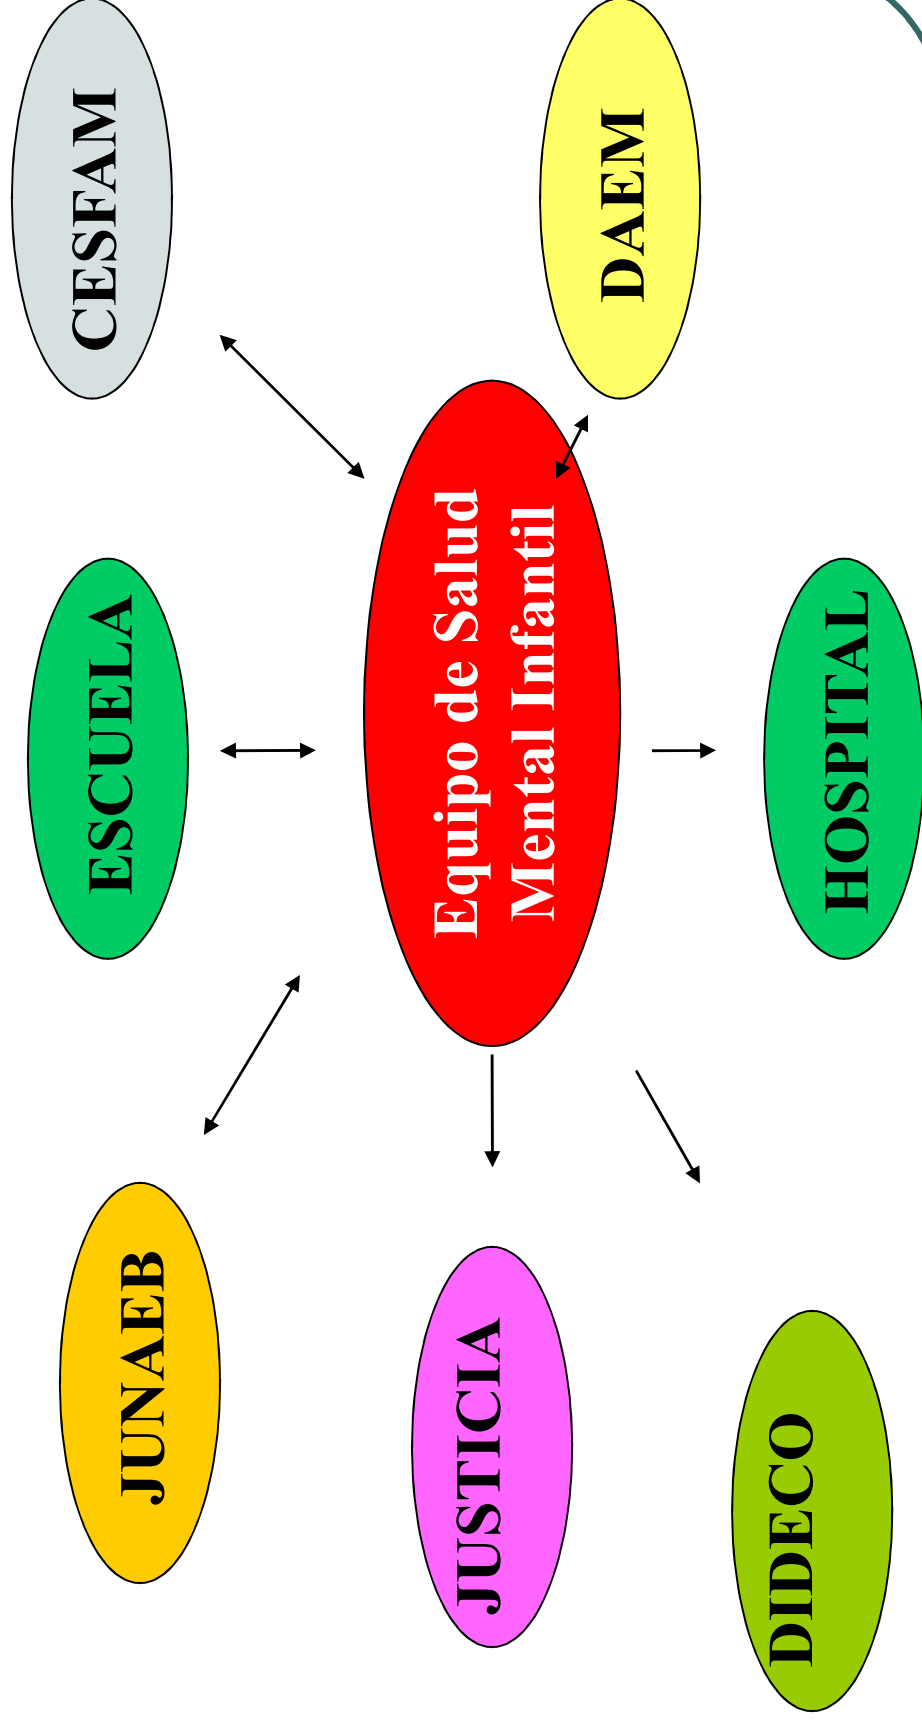 JUNAEB
ESCUELA
CESFAM
JUSTICIA
Equipo de Salud
Mental Infantil
DIDECO
HOSPITAL
DAEM